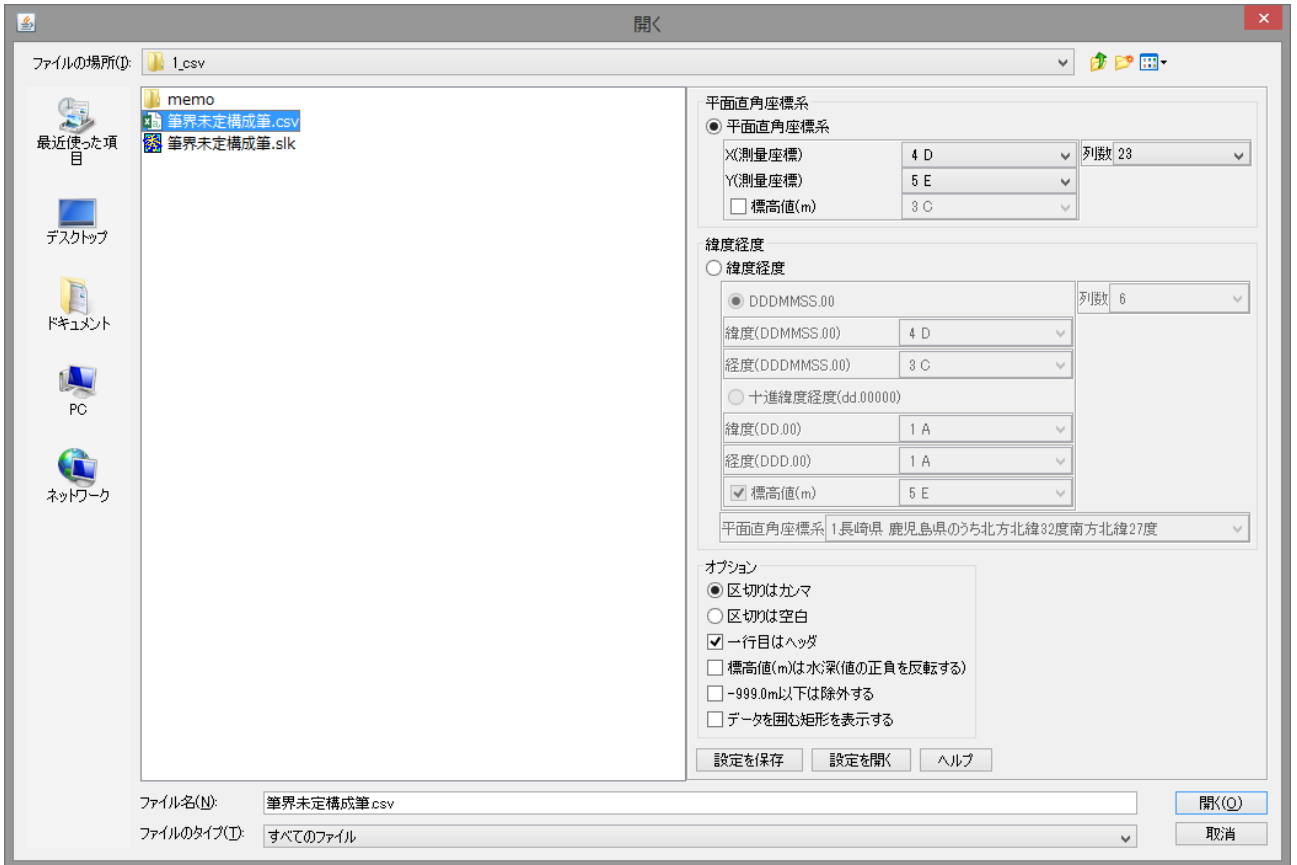 開く
ファイルの場所(I):
1_csv
最近使った項目
デスクトップ
ドキュメント
PC
ネットワーク
memo
筆界未定構成筆.csv
筆界未定構成筆.slk
平面直角座標系
平面直角座標系
X(測量座標) 4 D 列数 23
Y(測量座標) 5 E
標高値(m) 3 C
緯度経度
緯度経度
DDDMMSS.00 列数 6
緯度(DDMMSS.00) 4 D
経度(DDDMMSS.00) 3 C
十進緯度経度(dd.00000)
緯度(DD.00) 1 A
経度(DDD.00) 1 A
標高値(m) 5 E
平面直角座標系 1長崎県 鹿児島県のうち北方北緯32度南方北緯27度
オプション
区切りはカンマ
区切りは空白
一行目はヘッダ
標高値(m)は水深(値の正負を反転する)
-999.0m以下は除外する
データを囲む矩形を表示する
設定を保存 設定を開く ヘルプ
ファイル名(N): 筆界未定構成筆.csv 開く(O)
ファイルのタイプ(T): すべてのファイル 取消